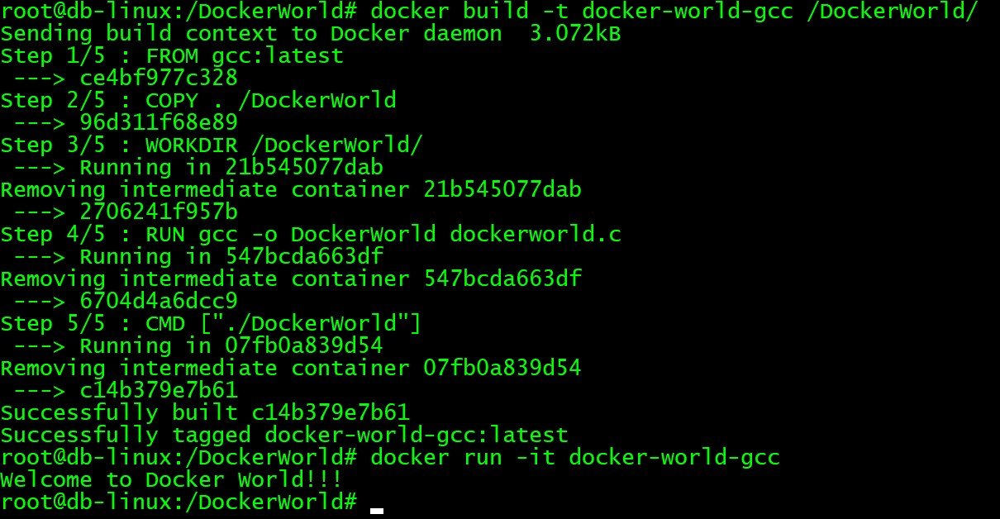 root@db-linux:/DockerWorld# docker build -t docker-world-gcc /DockerWorld/
Sending build context to Docker daemon  3.072kB
Step 1/5 : FROM gcc:latest
 ---> ce4bf977c328
Step 2/5 : COPY . /DockerWorld
 ---> 96d311f68e89
Step 3/5 : WORKDIR /DockerWorld/
 ---> Running in 21b545077dab
Removing intermediate container 21b545077dab
 ---> 2706241f957b
Step 4/5 : RUN gcc -o DockerWorld dockerworld.c
 ---> Running in 547bcda663df
Removing intermediate container 547bcda663df
 ---> 6704d4a6dcc9
Step 5/5 : CMD ["./DockerWorld"]
 ---> Running in 07fb0a839d54
Removing intermediate container 07fb0a839d54
 ---> c14b379e7b61
Successfully built c14b379e7b61
Successfully tagged docker-world-gcc:latest
root@db-linux:/DockerWorld# docker run -it docker-world-gcc
Welcome to Docker World!!!
root@db-linux:/DockerWorld#